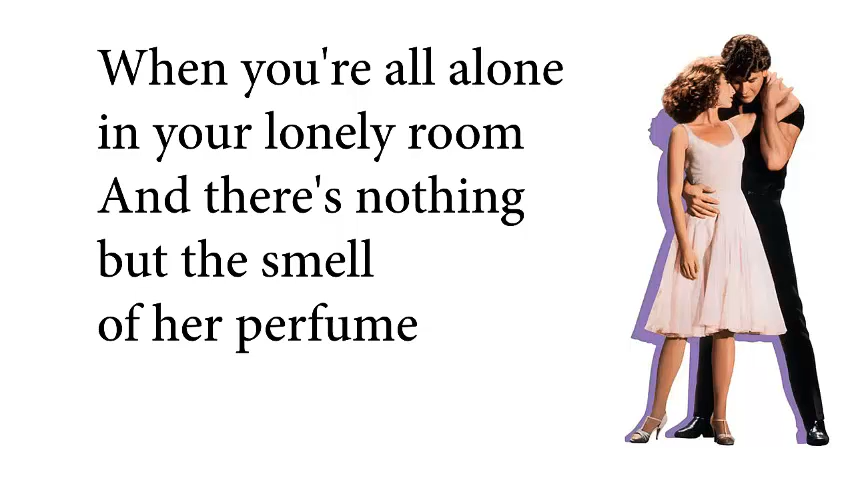 When you're all alone
in your lonely room
And there's nothing
but the smell
of her perfume